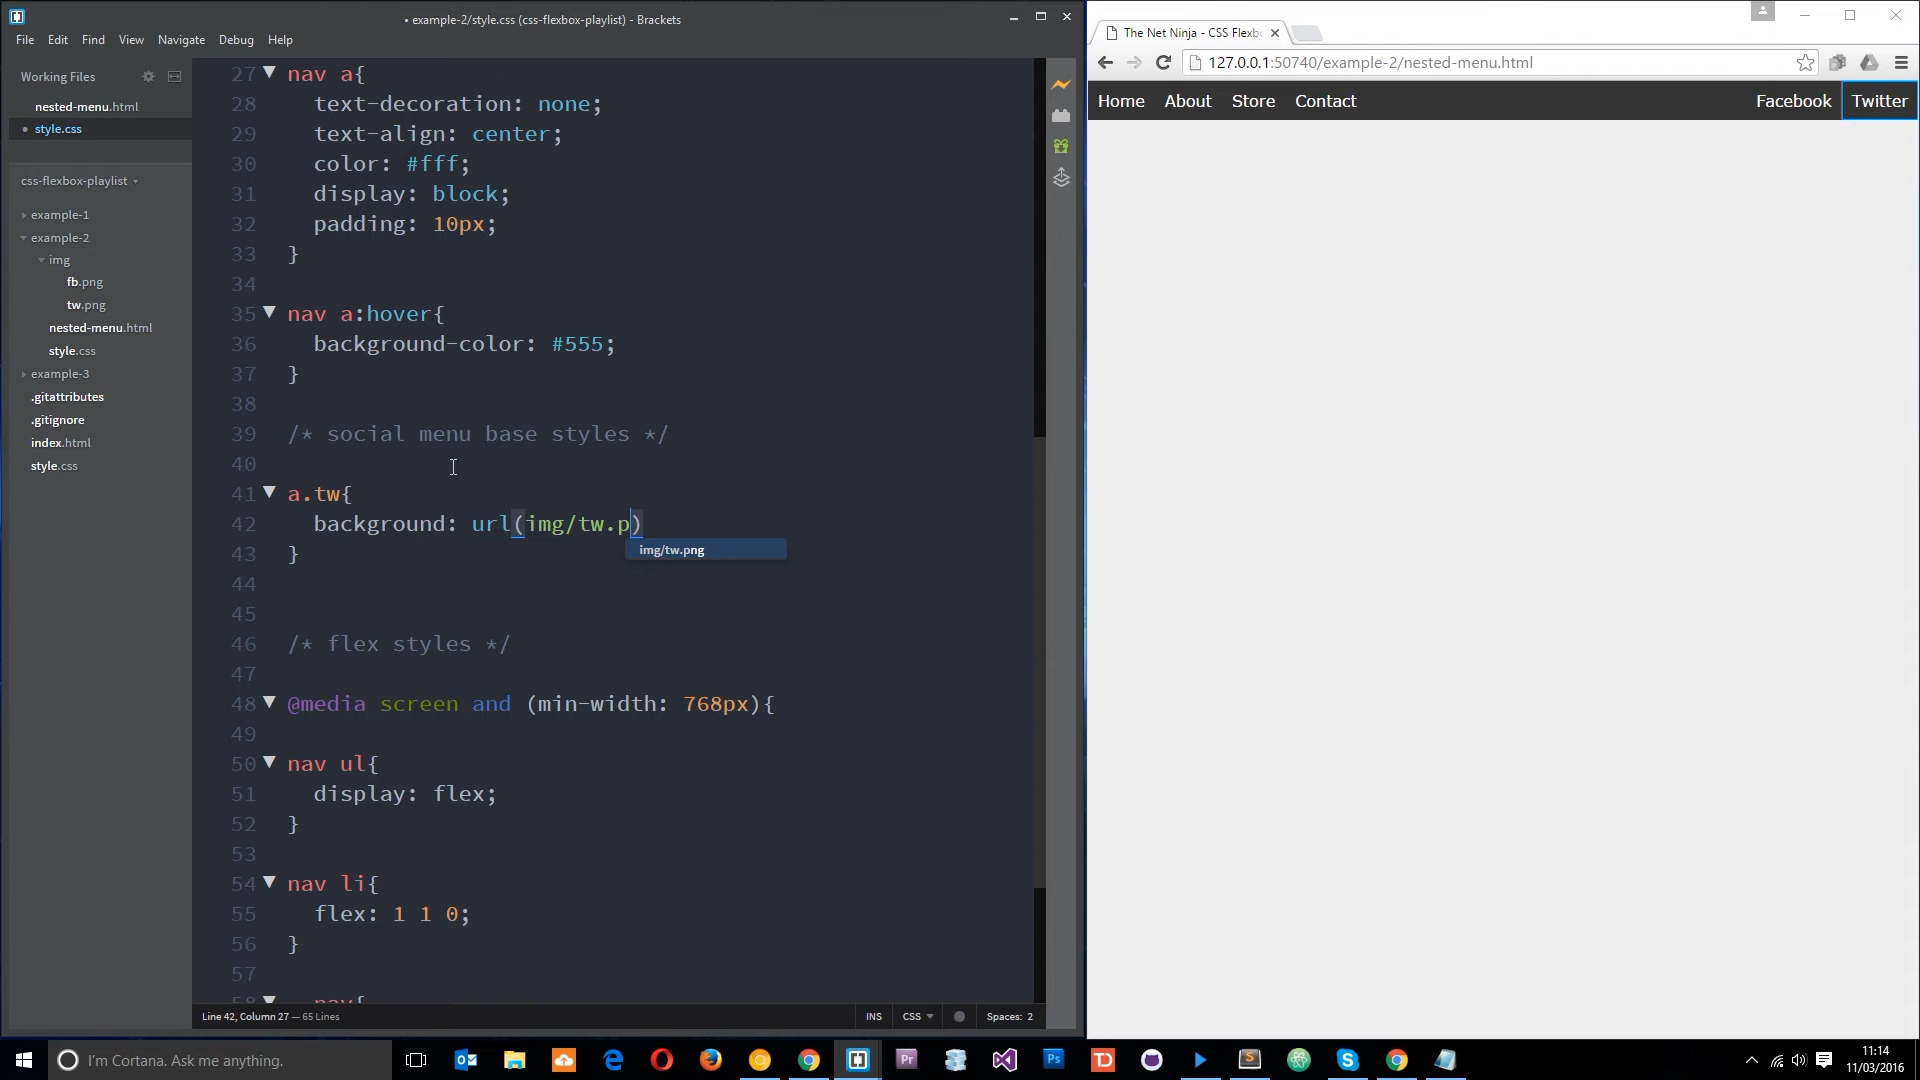 • example-2/style.css (css-flexbox-playlist) - Brackets
File Edit Find View Navigate Debug Help
Working Files
nested-menu.html
• style.css
css-flexbox-playlist
example-1
example-2
img
fb.png
tw.png
nested-menu.html
style.css
example-3
.gitattributes
.gitignore
index.html
style.css
27 nav a{
28 text-decoration: none;
29 text-align: center;
30 color: #fff;
31 display: block;
32 padding: 10px;
33 }
34
35 nav a:hover{
36 background-color: #555;
37 }
38
39 /* social menu base styles */
40
41 a.tw{
42 background: url(img/tw.p)
img/tw.png
43 }
44
45
46 /* flex styles */
47
48 @media screen and (min-width: 768px){
49
50 nav ul{
51 display: flex;
52 }
53
54 nav li{
55 flex: 1 1 0;
56 }
57
58 nav{
Line 42, Column 27 — 65 Lines
INS CSS Spaces: 2
The Net Ninja - CSS Flexb
127.0.0.1:50740/example-2/nested-menu.html
Home About Store Contact Facebook Twitter
I'm Cortana. Ask me anything.
Pr Ps TD S
11:14
11/03/2016